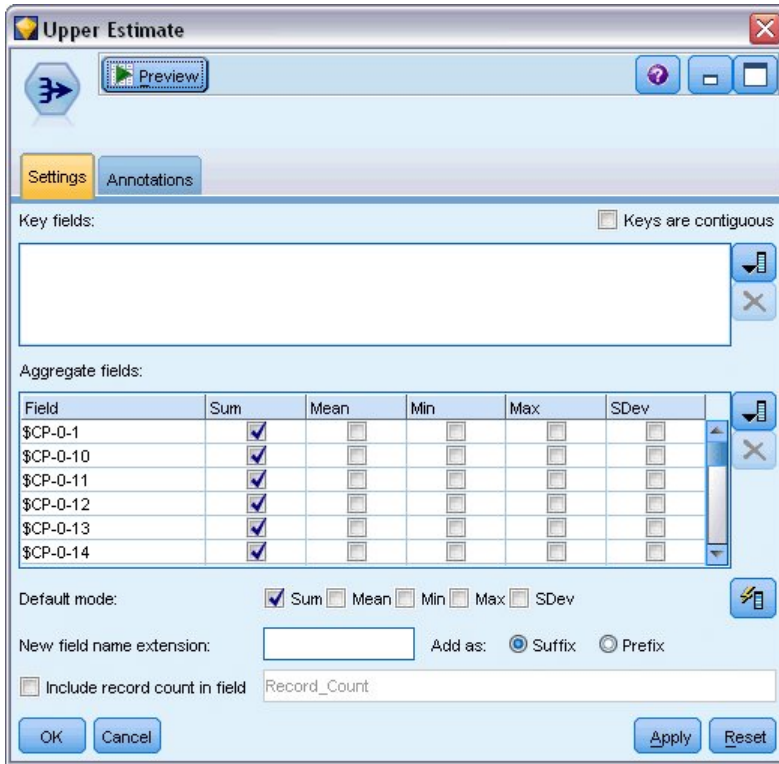 Upper Estimate
Preview
Settings Annotations
Key fields: Keys are contiguous
Aggregate fields:
Field Sum Mean Min Max SDev
$CP-0-1
$CP-0-10
$CP-0-11
$CP-0-12
$CP-0-13
$CP-0-14
Default mode: Sum Mean Min Max SDev
New field name extension: Add as: Suffix Prefix
Include record count in field Record_Count
OK Cancel Apply Reset